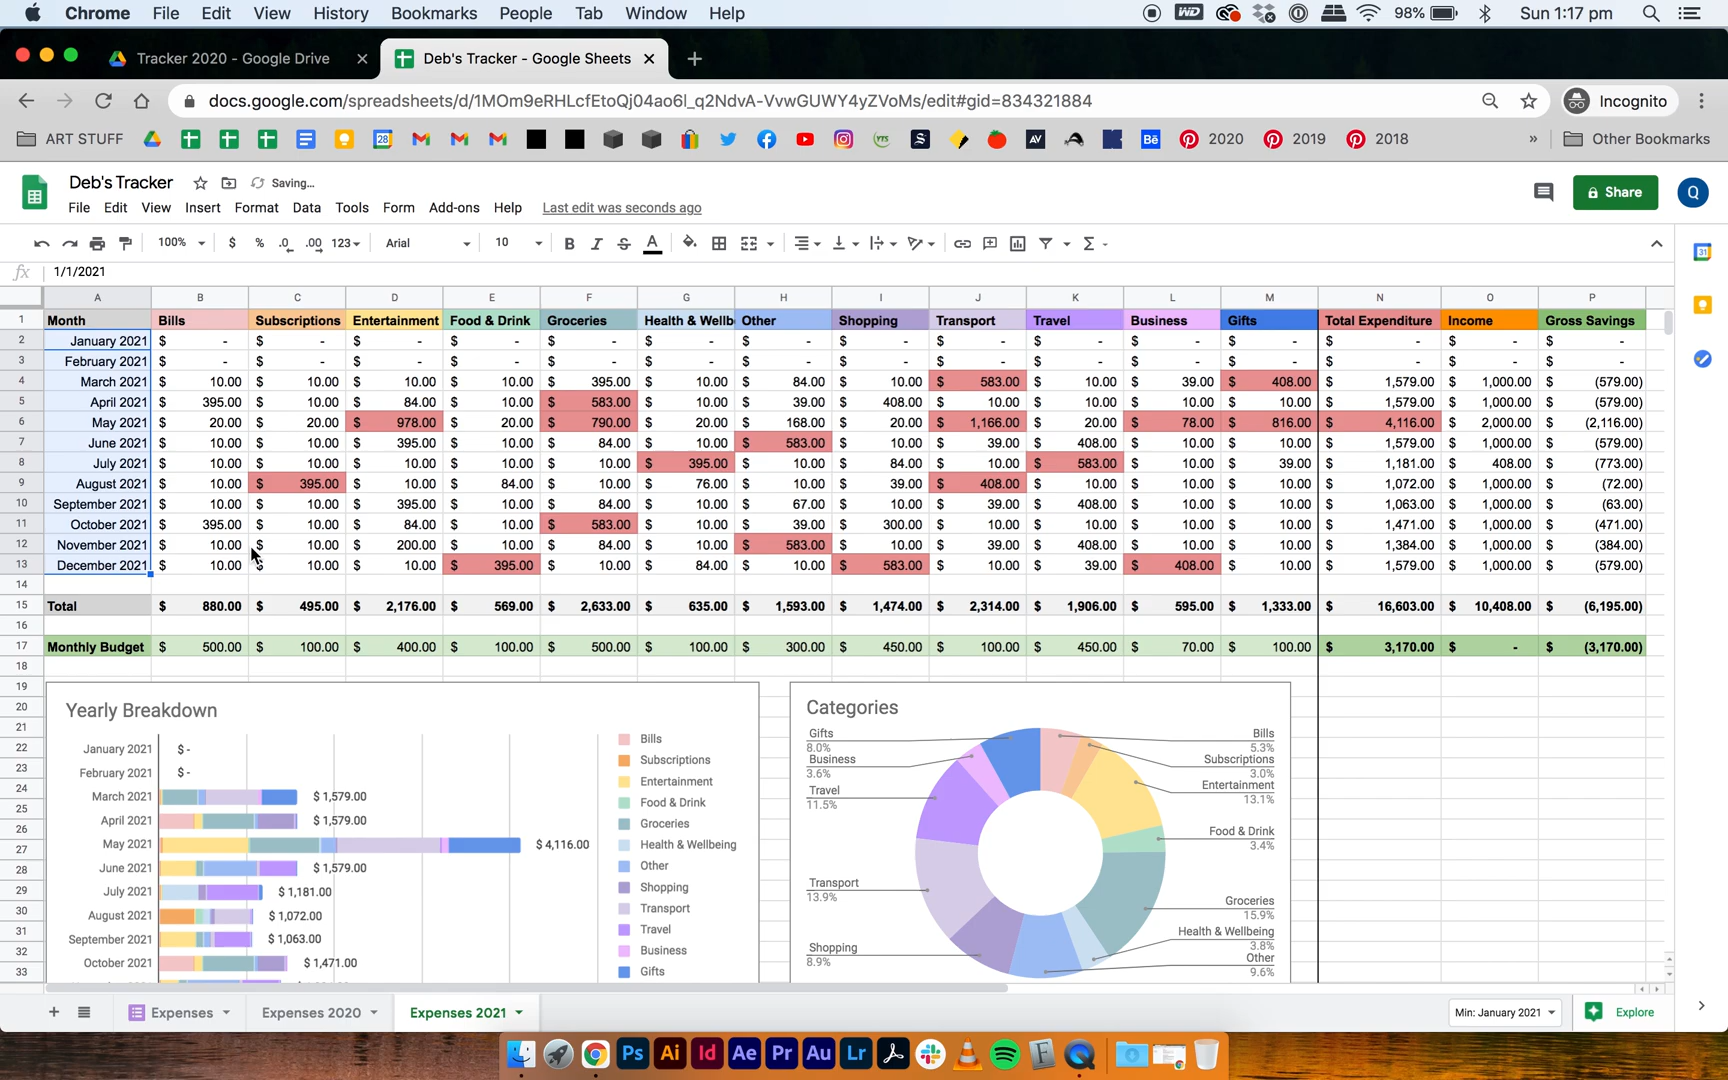 Chrome File Edit View History Bookmarks People Tab Window Help WD 98% Sun 1:17 pm
Tracker 2020 - Google Drive Deb's Tracker - Google Sheets
docs.google.com/spreadsheets/d/1MOm9eRHLcfEtoQj04ao6l_q2NdvA-VvwGUWY4yZVoMs/edit#gid=834321884 Incognito
ART STUFF 28 YTS S AV Bē 2020 2019 2018 » Other Bookmarks
Deb's Tracker Saving... Share Q
File Edit View Insert Format Data Tools Form Add-ons Help Last edit was seconds ago
100% $ % .0 .00 123 Arial 10 B I S A Σ
fx 1/1/2021
A B C D E F G H I J K L M N O P
1 Month Bills Subscriptions Entertainment Food & Drink Groceries Health & Wellb Other Shopping Transport Travel Business Gifts Total Expenditure Income Gross Savings
2 January 2021 $ - $ - $ - $ - $ - $ - $ - $ - $ - $ - $ - $ - $ - $ - $ -
3 February 2021 $ - $ - $ - $ - $ - $ - $ - $ - $ - $ - $ - $ - $ - $ - $ -
4 March 2021 $ 10.00 $ 10.00 $ 10.00 $ 10.00 $ 395.00 $ 10.00 $ 84.00 $ 10.00 $ 583.00 $ 10.00 $ 39.00 $ 408.00 $ 1,579.00 $ 1,000.00 $ (579.00)
5 April 2021 $ 395.00 $ 10.00 $ 84.00 $ 10.00 $ 583.00 $ 10.00 $ 39.00 $ 408.00 $ 10.00 $ 10.00 $ 10.00 $ 10.00 $ 1,579.00 $ 1,000.00 $ (579.00)
6 May 2021 $ 20.00 $ 20.00 $ 978.00 $ 20.00 $ 790.00 $ 20.00 $ 168.00 $ 20.00 $ 1,166.00 $ 20.00 $ 78.00 $ 816.00 $ 4,116.00 $ 2,000.00 $ (2,116.00)
7 June 2021 $ 10.00 $ 10.00 $ 395.00 $ 10.00 $ 84.00 $ 10.00 $ 583.00 $ 10.00 $ 39.00 $ 408.00 $ 10.00 $ 10.00 $ 1,579.00 $ 1,000.00 $ (579.00)
8 July 2021 $ 10.00 $ 10.00 $ 10.00 $ 10.00 $ 10.00 $ 395.00 $ 10.00 $ 84.00 $ 10.00 $ 583.00 $ 10.00 $ 39.00 $ 1,181.00 $ 408.00 $ (773.00)
9 August 2021 $ 10.00 $ 395.00 $ 10.00 $ 84.00 $ 10.00 $ 76.00 $ 10.00 $ 39.00 $ 408.00 $ 10.00 $ 10.00 $ 10.00 $ 1,072.00 $ 1,000.00 $ (72.00)
10 September 2021 $ 10.00 $ 10.00 $ 395.00 $ 10.00 $ 84.00 $ 10.00 $ 67.00 $ 10.00 $ 39.00 $ 408.00 $ 10.00 $ 10.00 $ 1,063.00 $ 1,000.00 $ (63.00)
11 October 2021 $ 395.00 $ 10.00 $ 84.00 $ 10.00 $ 583.00 $ 10.00 $ 39.00 $ 300.00 $ 10.00 $ 10.00 $ 10.00 $ 10.00 $ 1,471.00 $ 1,000.00 $ (471.00)
12 November 2021 $ 10.00 $ 10.00 $ 200.00 $ 10.00 $ 84.00 $ 10.00 $ 583.00 $ 10.00 $ 39.00 $ 408.00 $ 10.00 $ 10.00 $ 1,384.00 $ 1,000.00 $ (384.00)
13 December 2021 $ 10.00 $ 10.00 $ 10.00 $ 395.00 $ 10.00 $ 84.00 $ 10.00 $ 583.00 $ 10.00 $ 39.00 $ 408.00 $ 10.00 $ 1,579.00 $ 1,000.00 $ (579.00)
14
15 Total $ 880.00 $ 495.00 $ 2,176.00 $ 569.00 $ 2,633.00 $ 635.00 $ 1,593.00 $ 1,474.00 $ 2,314.00 $ 1,906.00 $ 595.00 $ 1,333.00 $ 16,603.00 $ 10,408.00 $ (6,195.00)
16
17 Monthly Budget $ 500.00 $ 100.00 $ 400.00 $ 100.00 $ 500.00 $ 100.00 $ 300.00 $ 450.00 $ 100.00 $ 450.00 $ 70.00 $ 100.00 $ 3,170.00 $ - $ (3,170.00)
18
19
20
21
22
23
24
25
26
27
28
29
30
31
32
33
Yearly Breakdown
January 2021 $ -
February 2021 $ -
March 2021 $ 1,579.00
April 2021 $ 1,579.00
May 2021 $ 4,116.00
June 2021 $ 1,579.00
July 2021 $ 1,181.00
August 2021 $ 1,072.00
September 2021 $ 1,063.00
October 2021 $ 1,471.00
Bills
Subscriptions
Entertainment
Food & Drink
Groceries
Health & Wellbeing
Other
Shopping
Transport
Travel
Business
Gifts
Categories
Gifts
8.0%
Business
3.6%
Travel
11.5%
Transport
13.9%
Shopping
8.9%
Bills
5.3%
Subscriptions
3.0%
Entertainment
13.1%
Food & Drink
3.4%
Groceries
15.9%
Health & Wellbeing
3.8%
Other
9.6%
Expenses Expenses 2020 Expenses 2021 Min: January 2021 Explore
Ps Ai Id Ae Pr Au Lr F